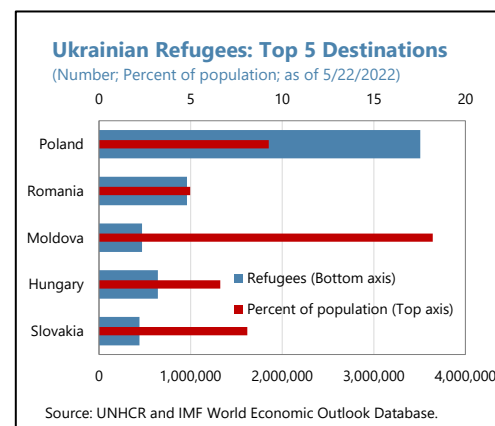 Ukrainian Refugees: Top 5 Destinations
(Number; Percent of population; as of 5/22/2022)
0 5 10 15 20
Poland
Romania
Moldova
Hungary
Slovakia
Refugees (Bottom axis)
Percent of population (Top axis)
0 1,000,000 2,000,000 3,000,000 4,000,000
Source: UNHCR and IMF World Economic Outlook Database.